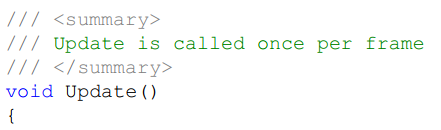 /// <summary>
/// Update is called once per frame
/// </summary>
void Update()
{